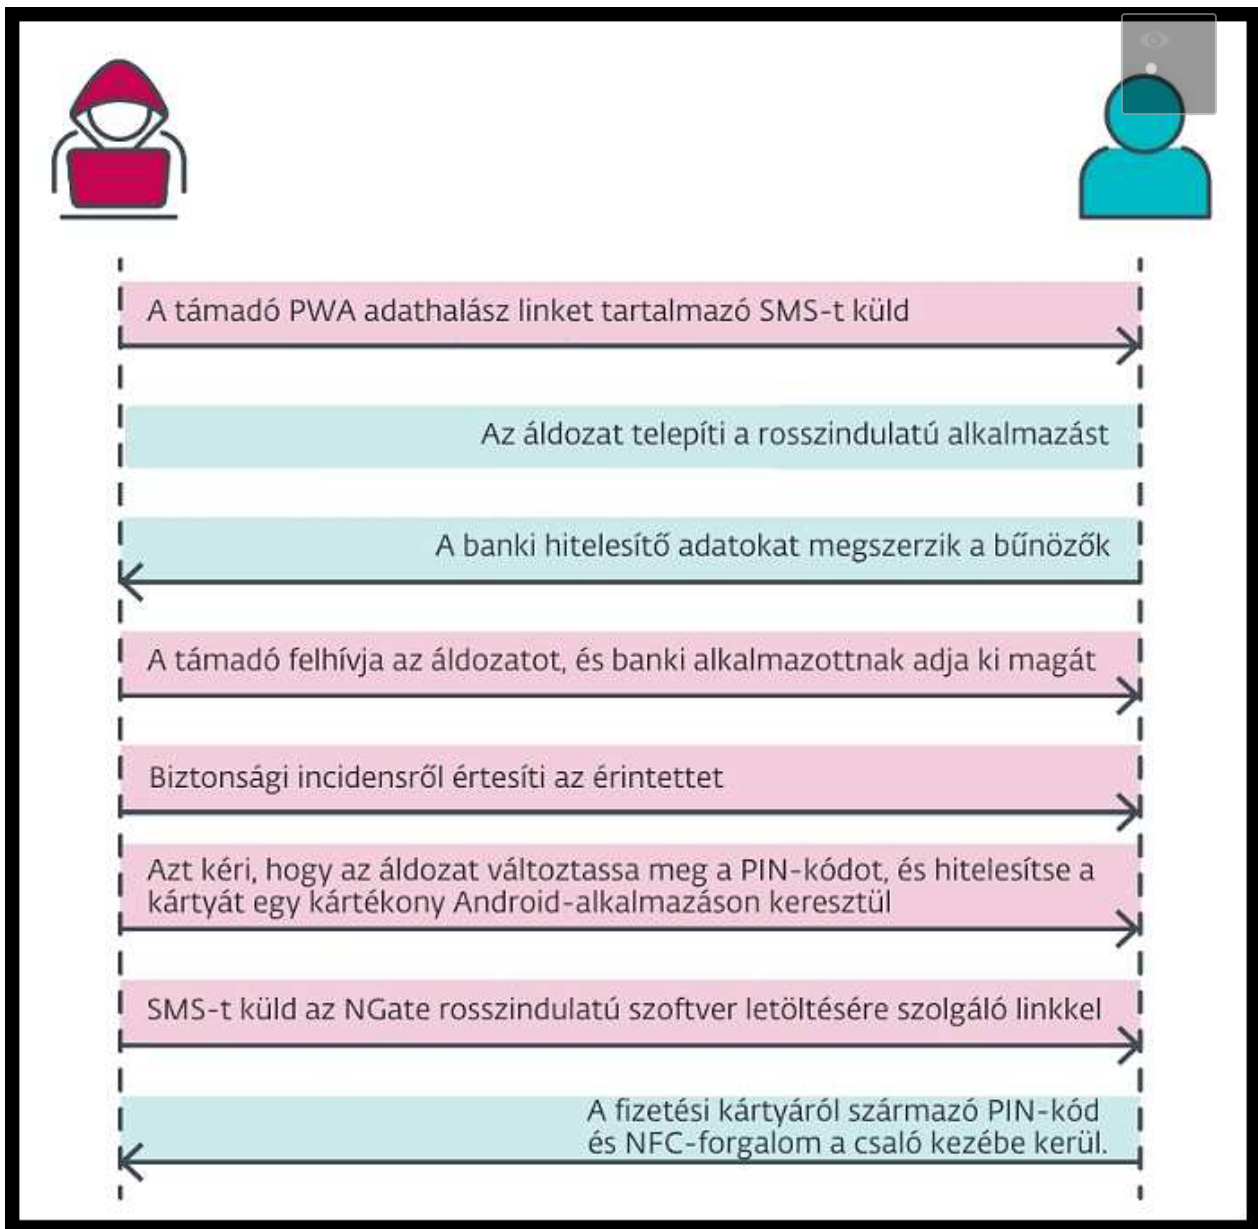 A támadó PWA adathalász linket tartalmazó SMS-t küld
Az áldozat telepíti a rosszindulatú alkalmazást
A banki hitelesítő adatokat megszerzik a bűnözők
A támadó felhívja az áldozatot, és banki alkalmazottnak adja ki magát
Biztonsági incidensről értesíti az érintettet
Azt kéri, hogy az áldozat változtassa meg a PIN-kódot, és hitelesítse a
kártyát egy kártékony Android-alkalmazáson keresztül
SMS-t küld az NGate rosszindulatú szoftver letöltésére szolgáló linkkel
A fizetési kártyáról származó PIN-kód
és NFC-forgalom a csaló kezébe kerül.